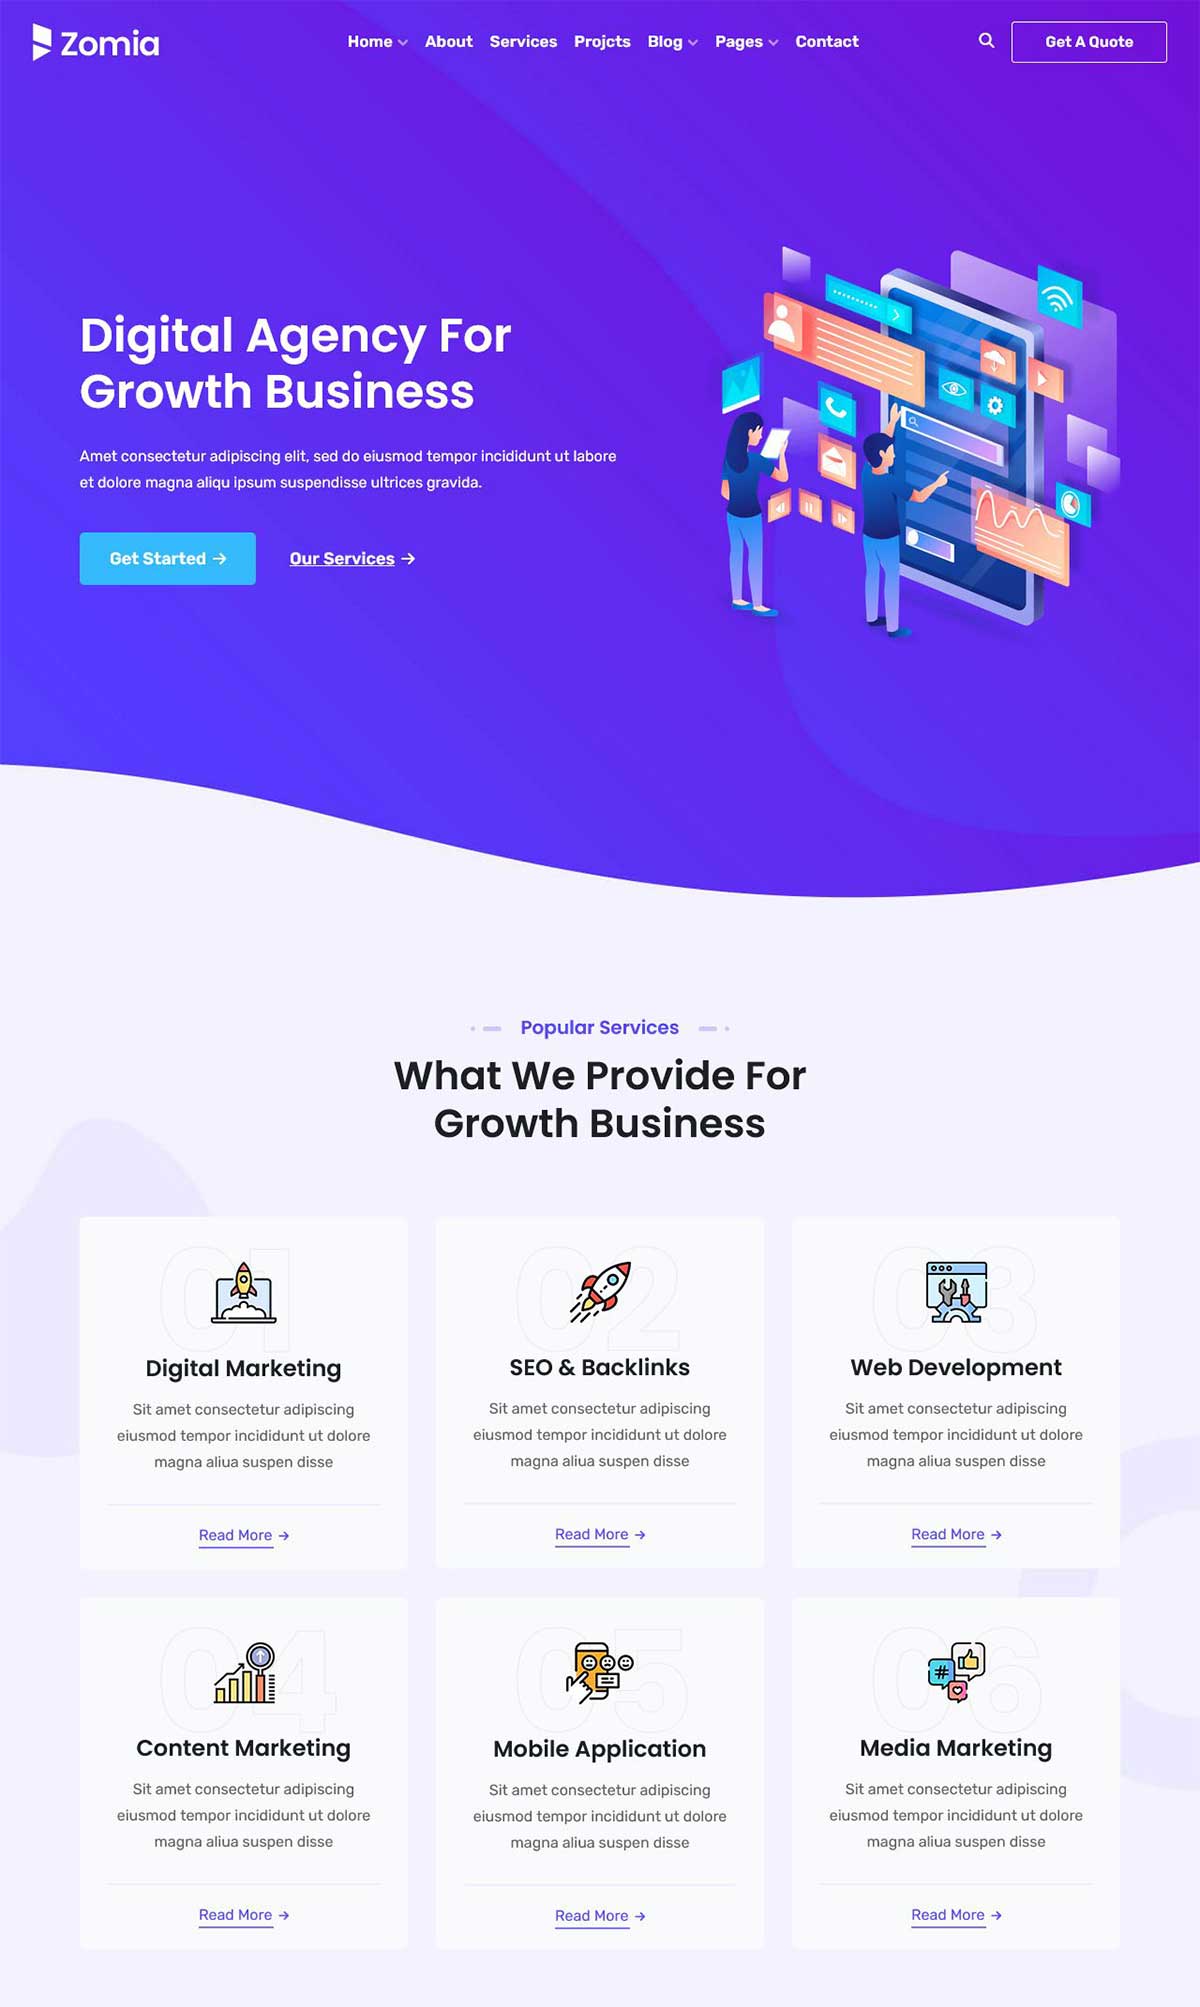 Zomia
Home About Services Projcts Blog Pages Contact
Get A Quote
Digital Agency For
Growth Business
Amet consectetur adipiscing elit, sed do eiusmod tempor incididunt ut labore
et dolore magna aliqu ipsum suspendisse ultrices gravida.
Get Started →
Our Services →
Popular Services
What We Provide For
Growth Business
01
Digital Marketing
Sit amet consectetur adipiscing
eiusmod tempor incididunt ut dolore
magna aliua suspen disse
Read More →
02
SEO & Backlinks
Sit amet consectetur adipiscing
eiusmod tempor incididunt ut dolore
magna aliua suspen disse
Read More →
03
Web Development
Sit amet consectetur adipiscing
eiusmod tempor incididunt ut dolore
magna aliua suspen disse
Read More →
04
Content Marketing
Sit amet consectetur adipiscing
eiusmod tempor incididunt ut dolore
magna aliua suspen disse
Read More →
05
Mobile Application
Sit amet consectetur adipiscing
eiusmod tempor incididunt ut dolore
magna aliua suspen disse
Read More →
06
#
Media Marketing
Sit amet consectetur adipiscing
eiusmod tempor incididunt ut dolore
magna aliua suspen disse
Read More →